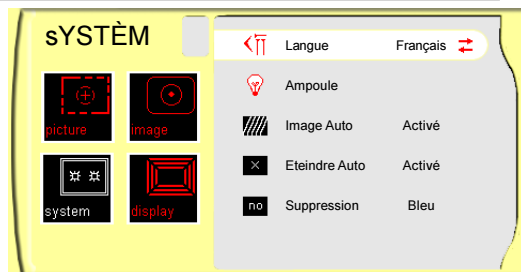 sYSTÈM
picture
image
system
display
Langue Français
Ampoule
Image Auto Activé
Eteindre Auto Activé
no Suppression Bleu